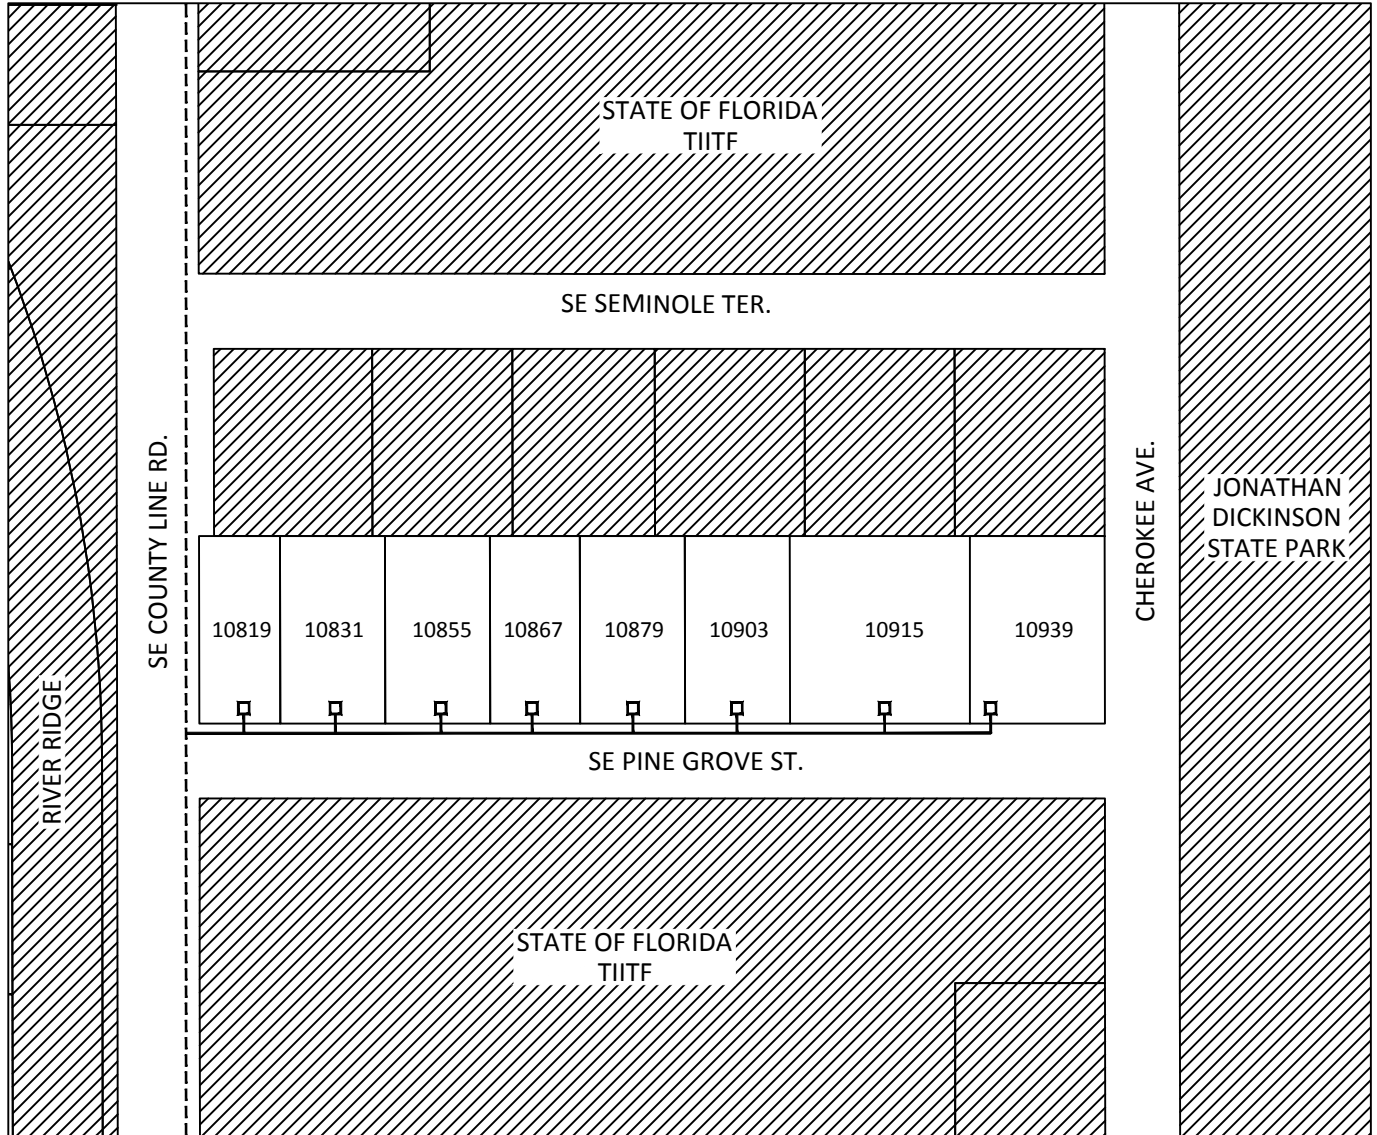 STATE OF FLORIDA
TIITF
SE SEMINOLE TER.
SE COUNTY LINE RD.
CHEROKEE AVE.
JONATHAN
DICKINSON
STATE PARK
10819
10831
10855
10867
10879
10903
10915
10939
RIVER RIDGE
SE PINE GROVE ST.
STATE OF FLORIDA
TIITF